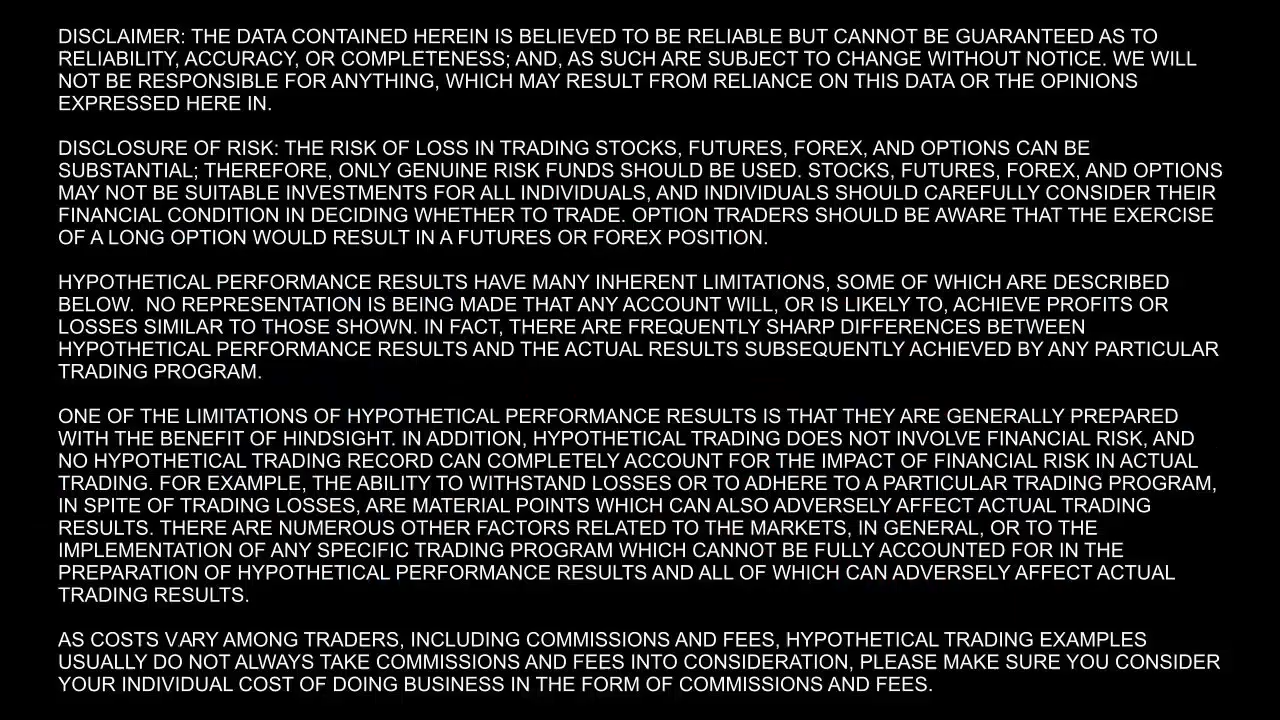 DISCLAIMER: THE DATA CONTAINED HEREIN IS BELIEVED TO BE RELIABLE BUT CANNOT BE GUARANTEED AS TO
RELIABILITY, ACCURACY, OR COMPLETENESS; AND, AS SUCH ARE SUBJECT TO CHANGE WITHOUT NOTICE. WE WILL
NOT BE RESPONSIBLE FOR ANYTHING, WHICH MAY RESULT FROM RELIANCE ON THIS DATA OR THE OPINIONS
EXPRESSED HERE IN.
DISCLOSURE OF RISK: THE RISK OF LOSS IN TRADING STOCKS, FUTURES, FOREX, AND OPTIONS CAN BE
SUBSTANTIAL; THEREFORE, ONLY GENUINE RISK FUNDS SHOULD BE USED. STOCKS, FUTURES, FOREX, AND OPTIONS
MAY NOT BE SUITABLE INVESTMENTS FOR ALL INDIVIDUALS, AND INDIVIDUALS SHOULD CAREFULLY CONSIDER THEIR
FINANCIAL CONDITION IN DECIDING WHETHER TO TRADE. OPTION TRADERS SHOULD BE AWARE THAT THE EXERCISE
OF A LONG OPTION WOULD RESULT IN A FUTURES OR FOREX POSITION.
HYPOTHETICAL PERFORMANCE RESULTS HAVE MANY INHERENT LIMITATIONS, SOME OF WHICH ARE DESCRIBED
BELOW.  NO REPRESENTATION IS BEING MADE THAT ANY ACCOUNT WILL, OR IS LIKELY TO, ACHIEVE PROFITS OR
LOSSES SIMILAR TO THOSE SHOWN. IN FACT, THERE ARE FREQUENTLY SHARP DIFFERENCES BETWEEN
HYPOTHETICAL PERFORMANCE RESULTS AND THE ACTUAL RESULTS SUBSEQUENTLY ACHIEVED BY ANY PARTICULAR
TRADING PROGRAM.
ONE OF THE LIMITATIONS OF HYPOTHETICAL PERFORMANCE RESULTS IS THAT THEY ARE GENERALLY PREPARED
WITH THE BENEFIT OF HINDSIGHT. IN ADDITION, HYPOTHETICAL TRADING DOES NOT INVOLVE FINANCIAL RISK, AND
NO HYPOTHETICAL TRADING RECORD CAN COMPLETELY ACCOUNT FOR THE IMPACT OF FINANCIAL RISK IN ACTUAL
TRADING. FOR EXAMPLE, THE ABILITY TO WITHSTAND LOSSES OR TO ADHERE TO A PARTICULAR TRADING PROGRAM,
IN SPITE OF TRADING LOSSES, ARE MATERIAL POINTS WHICH CAN ALSO ADVERSELY AFFECT ACTUAL TRADING
RESULTS. THERE ARE NUMEROUS OTHER FACTORS RELATED TO THE MARKETS, IN GENERAL, OR TO THE
IMPLEMENTATION OF ANY SPECIFIC TRADING PROGRAM WHICH CANNOT BE FULLY ACCOUNTED FOR IN THE
PREPARATION OF HYPOTHETICAL PERFORMANCE RESULTS AND ALL OF WHICH CAN ADVERSELY AFFECT ACTUAL
TRADING RESULTS.
AS COSTS VARY AMONG TRADERS, INCLUDING COMMISSIONS AND FEES, HYPOTHETICAL TRADING EXAMPLES
USUALLY DO NOT ALWAYS TAKE COMMISSIONS AND FEES INTO CONSIDERATION, PLEASE MAKE SURE YOU CONSIDER
YOUR INDIVIDUAL COST OF DOING BUSINESS IN THE FORM OF COMMISSIONS AND FEES.